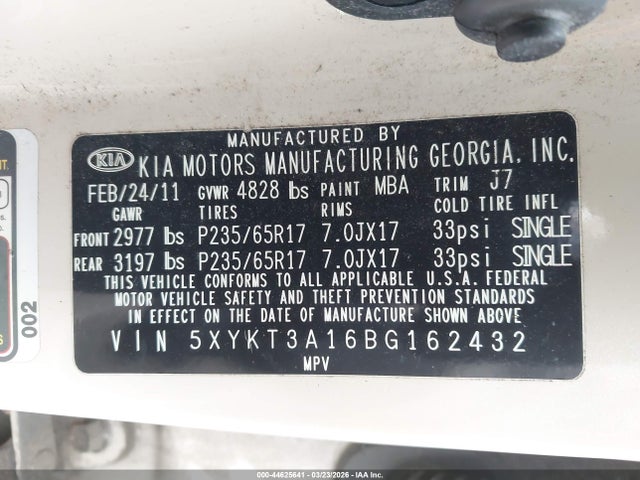 MANUFACTURED BY
KIA KIA MOTORS MANUFACTURING GEORGIA, INC.
FEB/24/11 GVWR 4828 lbs PAINT MBA TRIM J7
GAWR TIRES RIMS COLD TIRE INFL
FRONT 2977 lbs P235/65R17 7.0JX17 33psi SINGLE
REAR 3197 lbs P235/65R17 7.0JX17 33psi SINGLE
THIS VEHICLE CONFORMS TO ALL APPLICABLE U.S.A. FEDERAL
MOTOR VEHICLE SAFETY AND THEFT PREVENTION STANDARDS
IN EFFECT ON THE DATE OF MANUFACTURE SHOWN ABOVE
VIN 5XYKT3A16BG162432
MPV
002
000-44625641 - 03/23/2026 - IAA Inc.